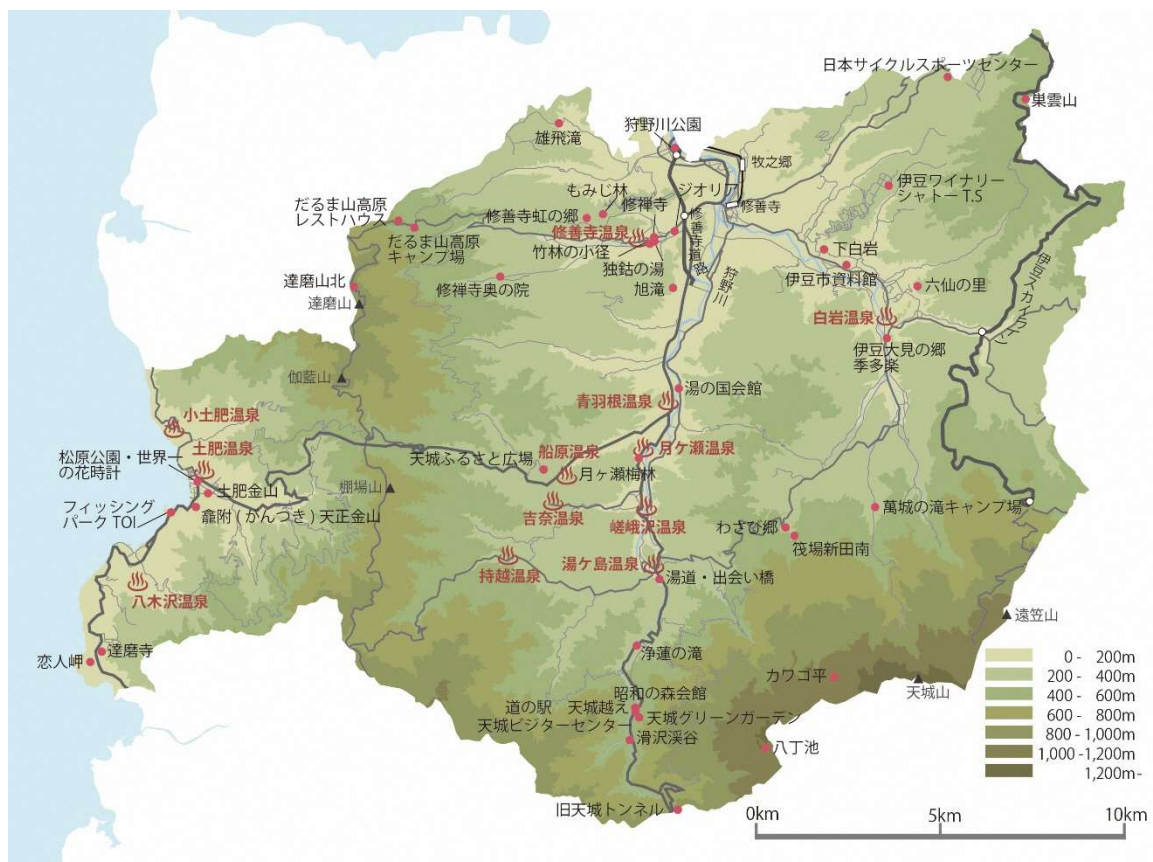 日本サイクルスポーツセンター
巣雲山
狩野川公園
雄飛滝
牧之郷
もみじ林
ジオリア
伊豆ワイナリー
シャトー T.S
だるま山高原
レストハウス
修善寺虹の郷
修禅寺
修善寺
修善寺温泉
修善寺道路
だるま山高原
キャンプ場
竹林の小径
独鈷の湯
下白岩
伊豆市資料館
狩野川
伊豆スカイライン
達磨山北
達磨山
修禅寺奥の院
旭滝
六仙の里
白岩温泉
伊豆大見の郷
季多楽
伽藍山
湯の国会館
青羽根温泉
小土肥温泉
土肥温泉
松原公園・世界一
の花時計
船原温泉
月ケ瀬温泉
天城ふるさと広場
月ヶ瀬梅林
土肥金山
棚場山
フィッシング
パーク TOI
龕附 ( がんつき ) 天正金山
吉奈温泉
嵯峨沢温泉
わさび郷
萬城の滝キャンプ場
筏場新田南
持越温泉
湯ケ島温泉
湯道・出会い橋
八木沢温泉
遠笠山
達磨寺
恋人岬
浄蓮の滝
カワゴ平
天城山
昭和の森会館
道の駅 天城越え
天城グリーンガーデン
天城ビジターセンター
滑沢渓谷
八丁池
旧天城トンネル
0 - 200m
200 - 400m
400 - 600m
600 - 800m
800 - 1,000m
1,000 -1,200m
1,200m-
0km 5km 10km